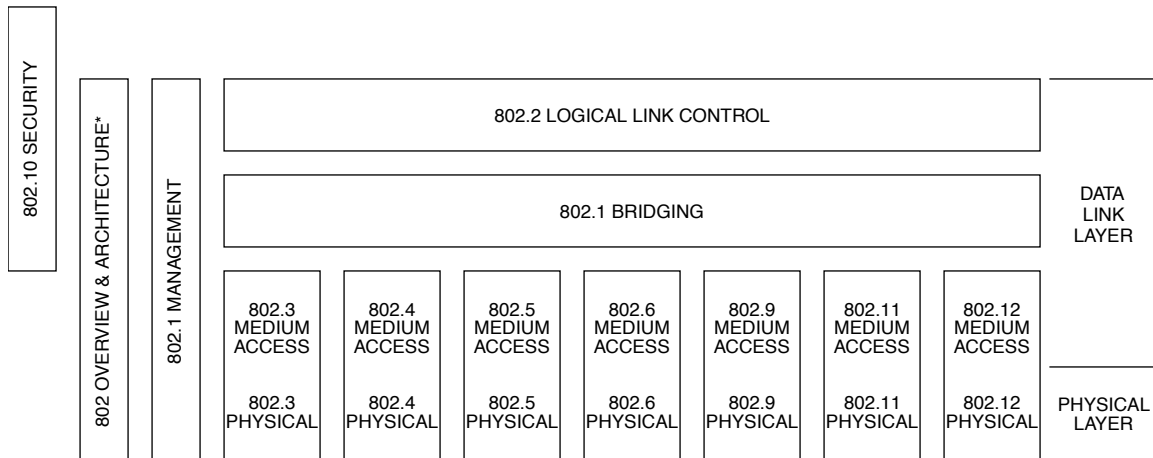 802.10 SECURITY
802 OVERVIEW & ARCHITECTURE*
802.1 MANAGEMENT
802.2 LOGICAL LINK CONTROL
802.1 BRIDGING
DATA
LINK
LAYER
802.3
MEDIUM
ACCESS
802.3
PHYSICAL
802.4
MEDIUM
ACCESS
802.4
PHYSICAL
802.5
MEDIUM
ACCESS
802.5
PHYSICAL
802.6
MEDIUM
ACCESS
802.6
PHYSICAL
802.9
MEDIUM
ACCESS
802.9
PHYSICAL
802.11
MEDIUM
ACCESS
802.11
PHYSICAL
802.12
MEDIUM
ACCESS
802.12
PHYSICAL
PHYSICAL
LAYER